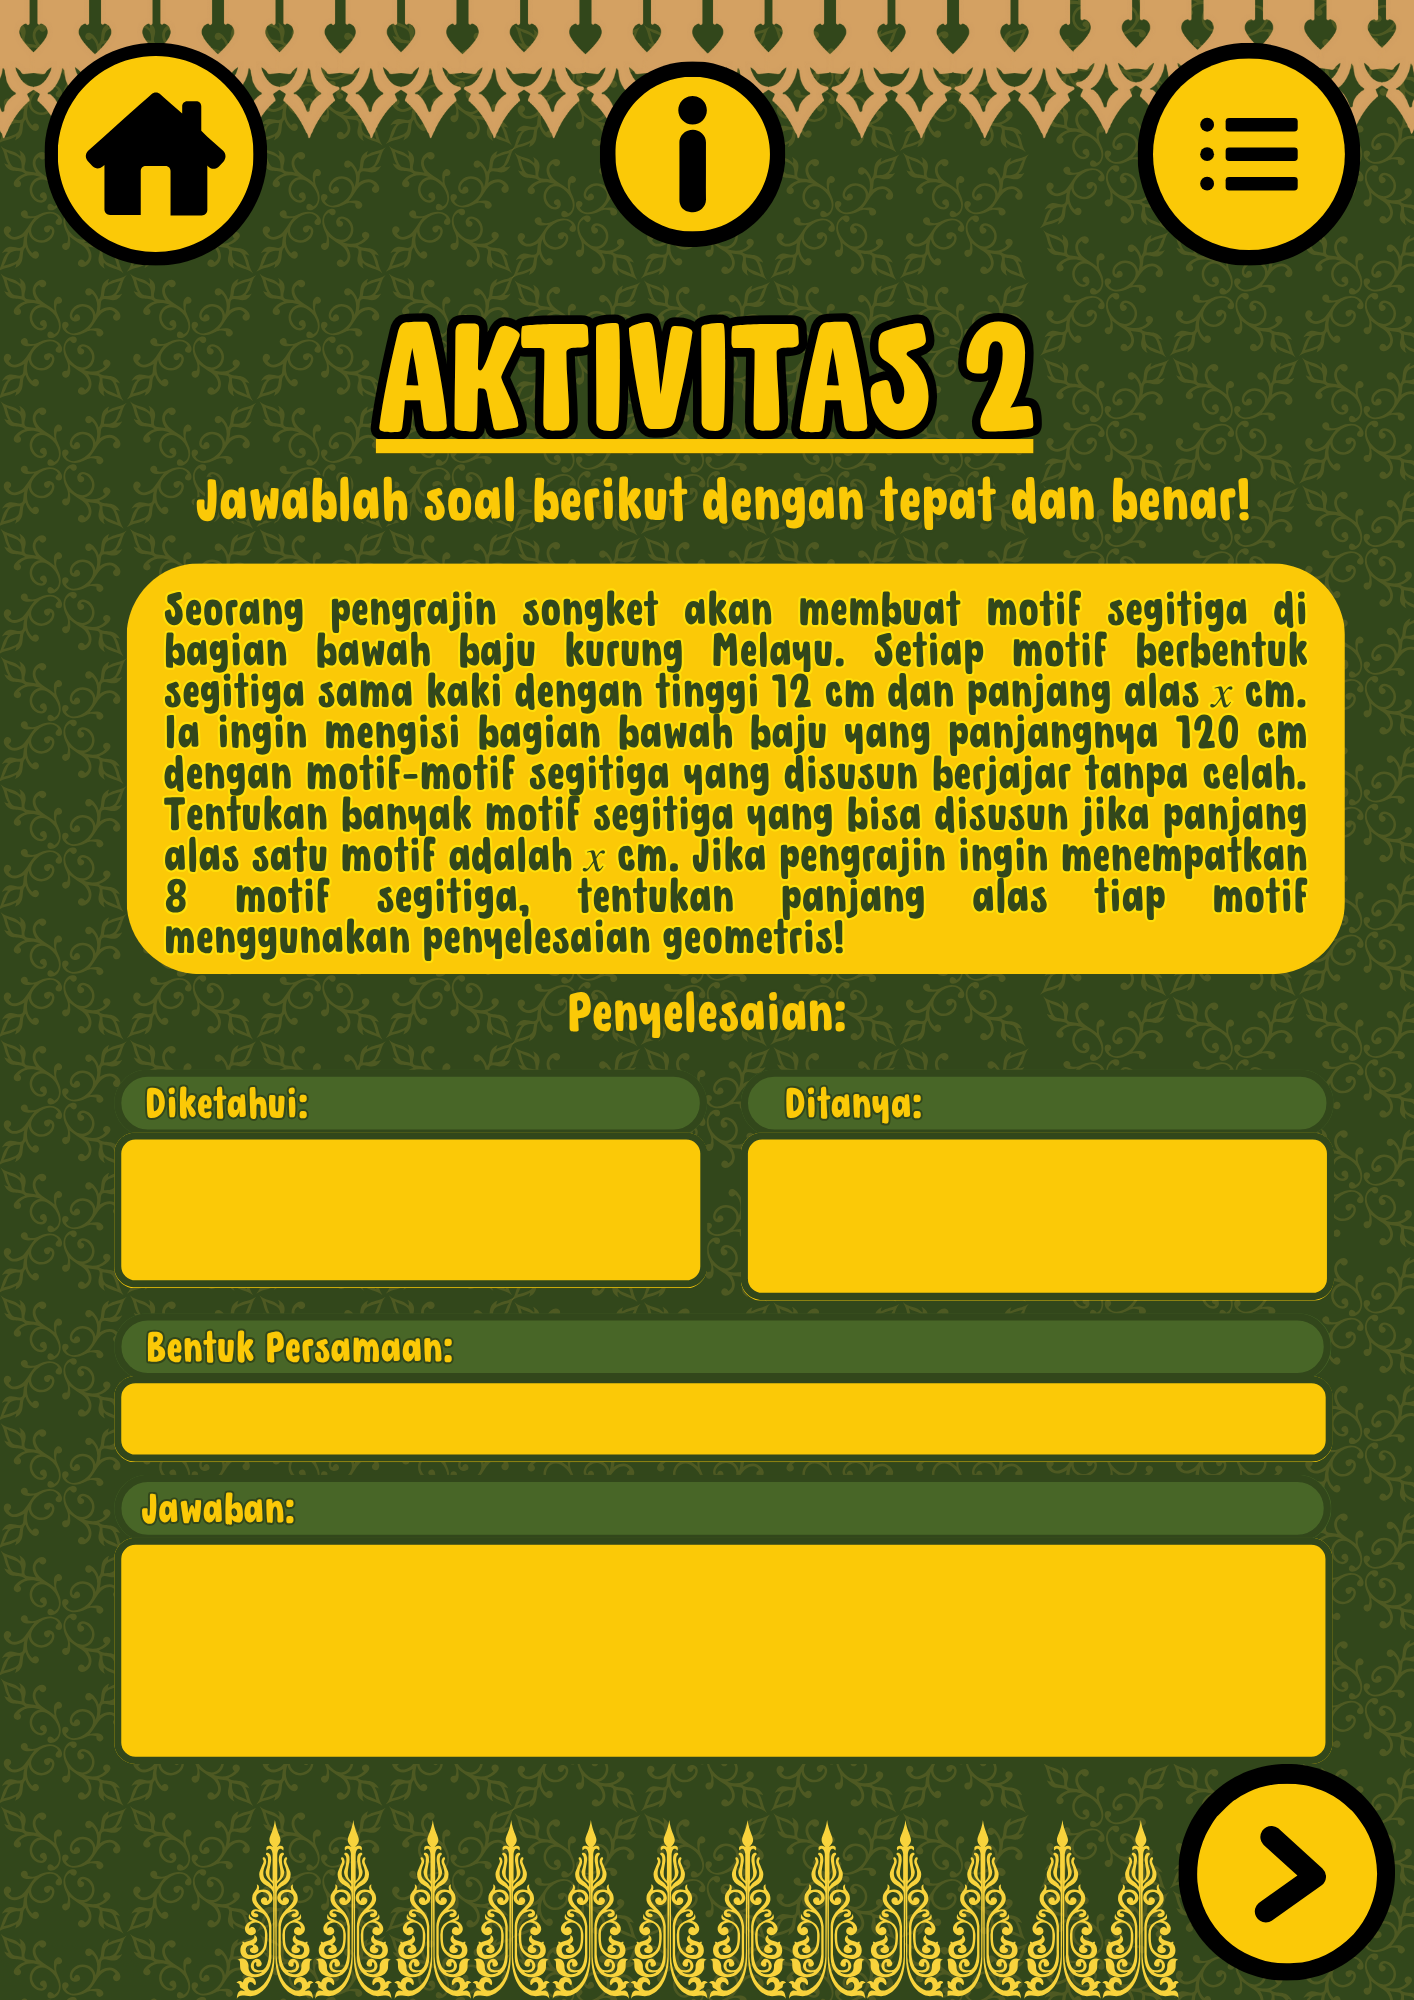 AKTIVITAS 2
Jawablah soal berikut dengan tepat dan benar!
Seorang pengrajin songket akan membuat motif segitiga di
bagian bawah baju kurung Melayu. Setiap motif berbentuk
segitiga sama kaki dengan tinggi 12 cm dan panjang alas x cm.
Ia ingin mengisi bagian bawah baju yang panjangnya 120 cm
dengan motif-motif segitiga yang disusun berjajar tanpa celah.
Tentukan banyak motif segitiga yang bisa disusun jika panjang
alas satu motif adalah x cm. Jika pengrajin ingin menempatkan
8 motif segitiga, tentukan panjang alas tiap motif
menggunakan penyelesaian geometris!
Penyelesaian:
Diketahui:
Ditanya:
Bentuk Persamaan:
Jawaban: